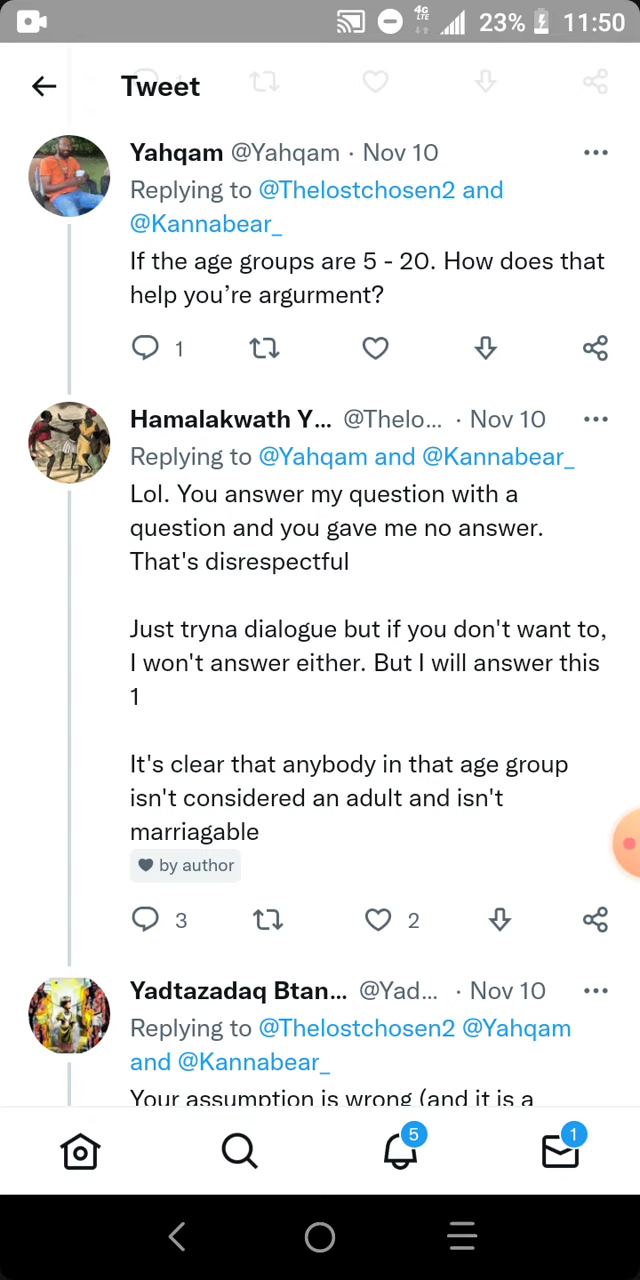 4G
LTE
23%
11:50
Tweet
1
Yahqam @Yahqam · Nov 10
Replying to @Thelostchosen2 and
@Kannabear_
If the age groups are 5 - 20. How does that
help you’re argurment?
1
Hamalakwath Y... @Thelo... · Nov 10
Replying to @Yahqam and @Kannabear_
Lol. You answer my question with a
question and you gave me no answer.
That's disrespectful
Just tryna dialogue but if you don't want to,
I won't answer either. But I will answer this
1
It's clear that anybody in that age group
isn't considered an adult and isn't
marriagable
by author
3 2
Yadtazadaq Btan... @Yad... · Nov 10
Replying to @Thelostchosen2 @Yahqam
and @Kannabear_
Your assumption is wrong (and it is a
5 1